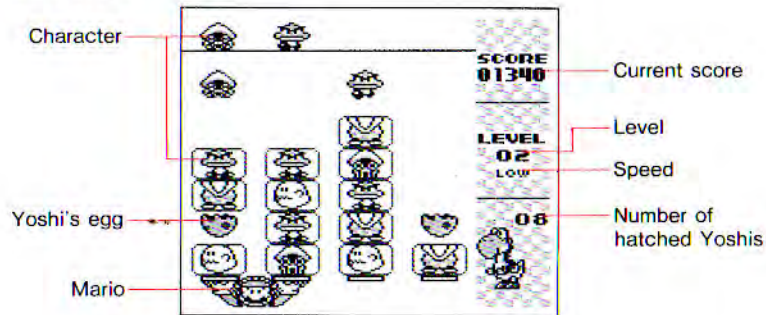 Character
SCORE
01340
Current score
LEVEL
02
LOW
Level
Speed
Yoshi's egg
08
Number of
hatched Yoshis
Mario